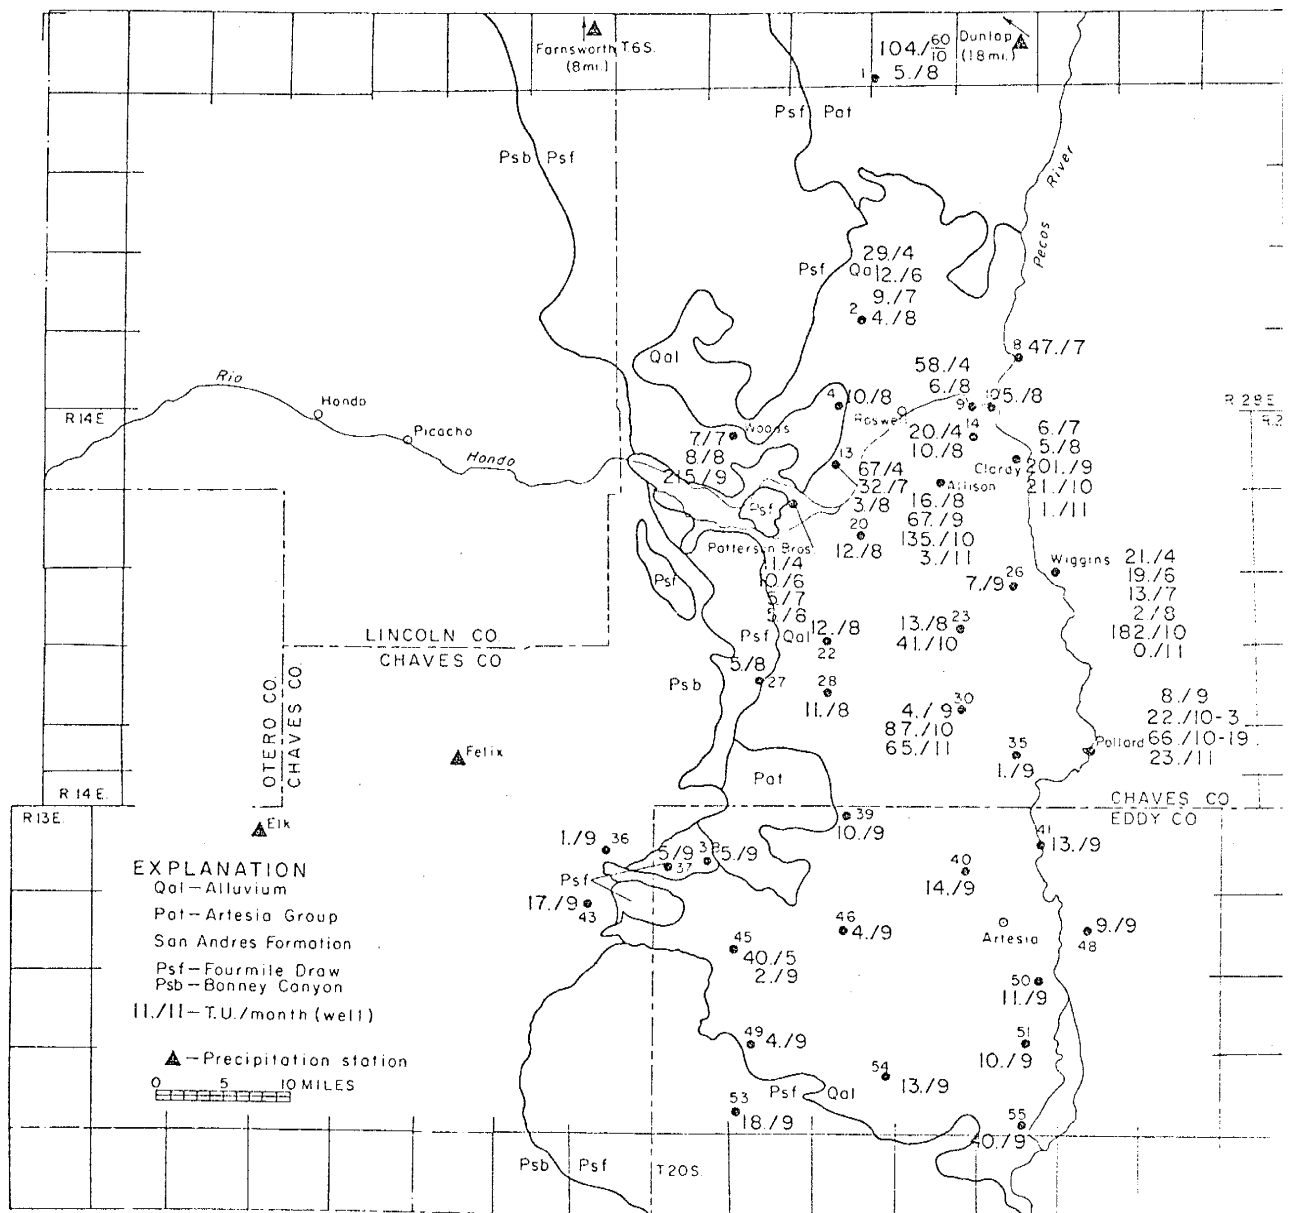 Farnsworth T.6S.
(8mi.)
Dunlap
(18mi.)
104./60/10
1 5./8
Psf Pat
Psb Psf
Pecos River
29./4
Psf Qal 12./6
9./7
2 4./8
8 47./7
Qal
58./4
6./8
Rio
Hondo
R14E
Picacho
Hondo
4 10./8
Roswell
9
10 5./8
R 29E
Woods
7./7
8./8
215./9
13
67./4
32./7
3./8
20./4
14
10./8
6./7
5./8
Clardy 201./9
21./10
1./11
Allison
16./8
67./9
135./10
3./11
Psf
20
12./8
Patterson Bros.
11./4
10./6
5./7
5./8
Psf
Wiggins
21./4
19./6
13./7
2./8
182./10
0./11
26
7./9
13./8 23
41./10
LINCOLN CO
CHAVES CO
Psf Qal 12./8
22
5./8
27
Psb
28
11./8
OTERO CO.
CHAVES CO.
4./9 30
87./10
65./11
8./9
22./10-3
Pollard 66./10-19
23./11
35
1./9
Felix
Pat
R 14 E.
R13E.
CHAVES CO.
EDDY CO
Elk
39
10./9
41
13./9
1./9 36
5./9
37
38 5./9
Psf
40
14./9
17./9
43
46
4./9
Artesia
9./9
48
45
40./5
2./9
50
11./9
49 4./9
51
10./9
54
13./9
Psf Qal
53
18./9
55
40./9
Psb Psf
T20S.
EXPLANATION
Qal-Alluvium
Pat-Artesia Group
San Andres Formation
Psf-Fourmile Draw
Psb-Bonney Canyon
11./11-T.U./month (well)
-Precipitation station
0 5 10 MILES